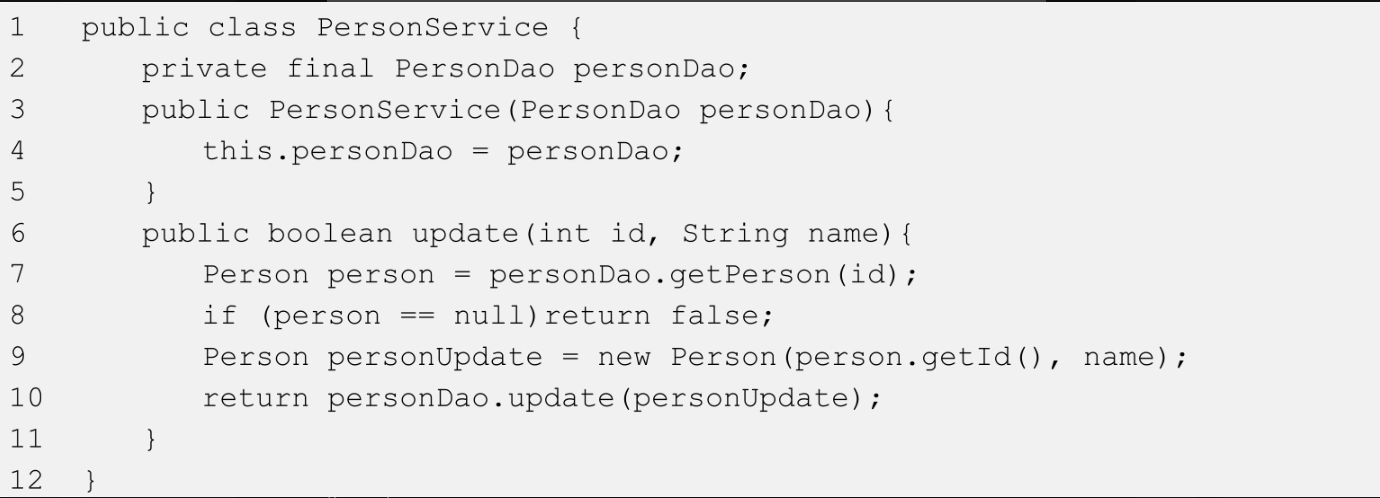 1 public class PersonService {
2 private final PersonDao personDao;
3 public PersonService(PersonDao personDao){
4 this.personDao = personDao;
5 }
6 public boolean update(int id, String name){
7 Person person = personDao.getPerson(id);
8 if (person == null)return false;
9 Person personUpdate = new Person(person.getId(), name);
10 return personDao.update(personUpdate);
11 }
12 }